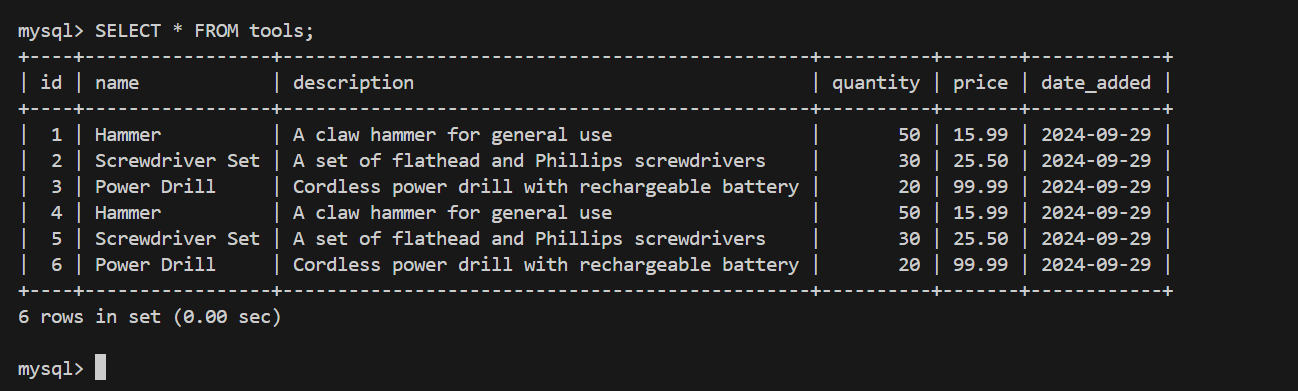 mysql> SELECT * FROM tools;
+----+-----------------+------------------------------------------------+----------+-------+------------+
| id | name            | description                                    | quantity | price | date_added |
+----+-----------------+------------------------------------------------+----------+-------+------------+
|  1 | Hammer          | A claw hammer for general use                  |       50 | 15.99 | 2024-09-29 |
|  2 | Screwdriver Set | A set of flathead and Phillips screwdrivers    |       30 | 25.50 | 2024-09-29 |
|  3 | Power Drill     | Cordless power drill with rechargeable battery |       20 | 99.99 | 2024-09-29 |
|  4 | Hammer          | A claw hammer for general use                  |       50 | 15.99 | 2024-09-29 |
|  5 | Screwdriver Set | A set of flathead and Phillips screwdrivers    |       30 | 25.50 | 2024-09-29 |
|  6 | Power Drill     | Cordless power drill with rechargeable battery |       20 | 99.99 | 2024-09-29 |
+----+-----------------+------------------------------------------------+----------+-------+------------+
6 rows in set (0.00 sec)
mysql>